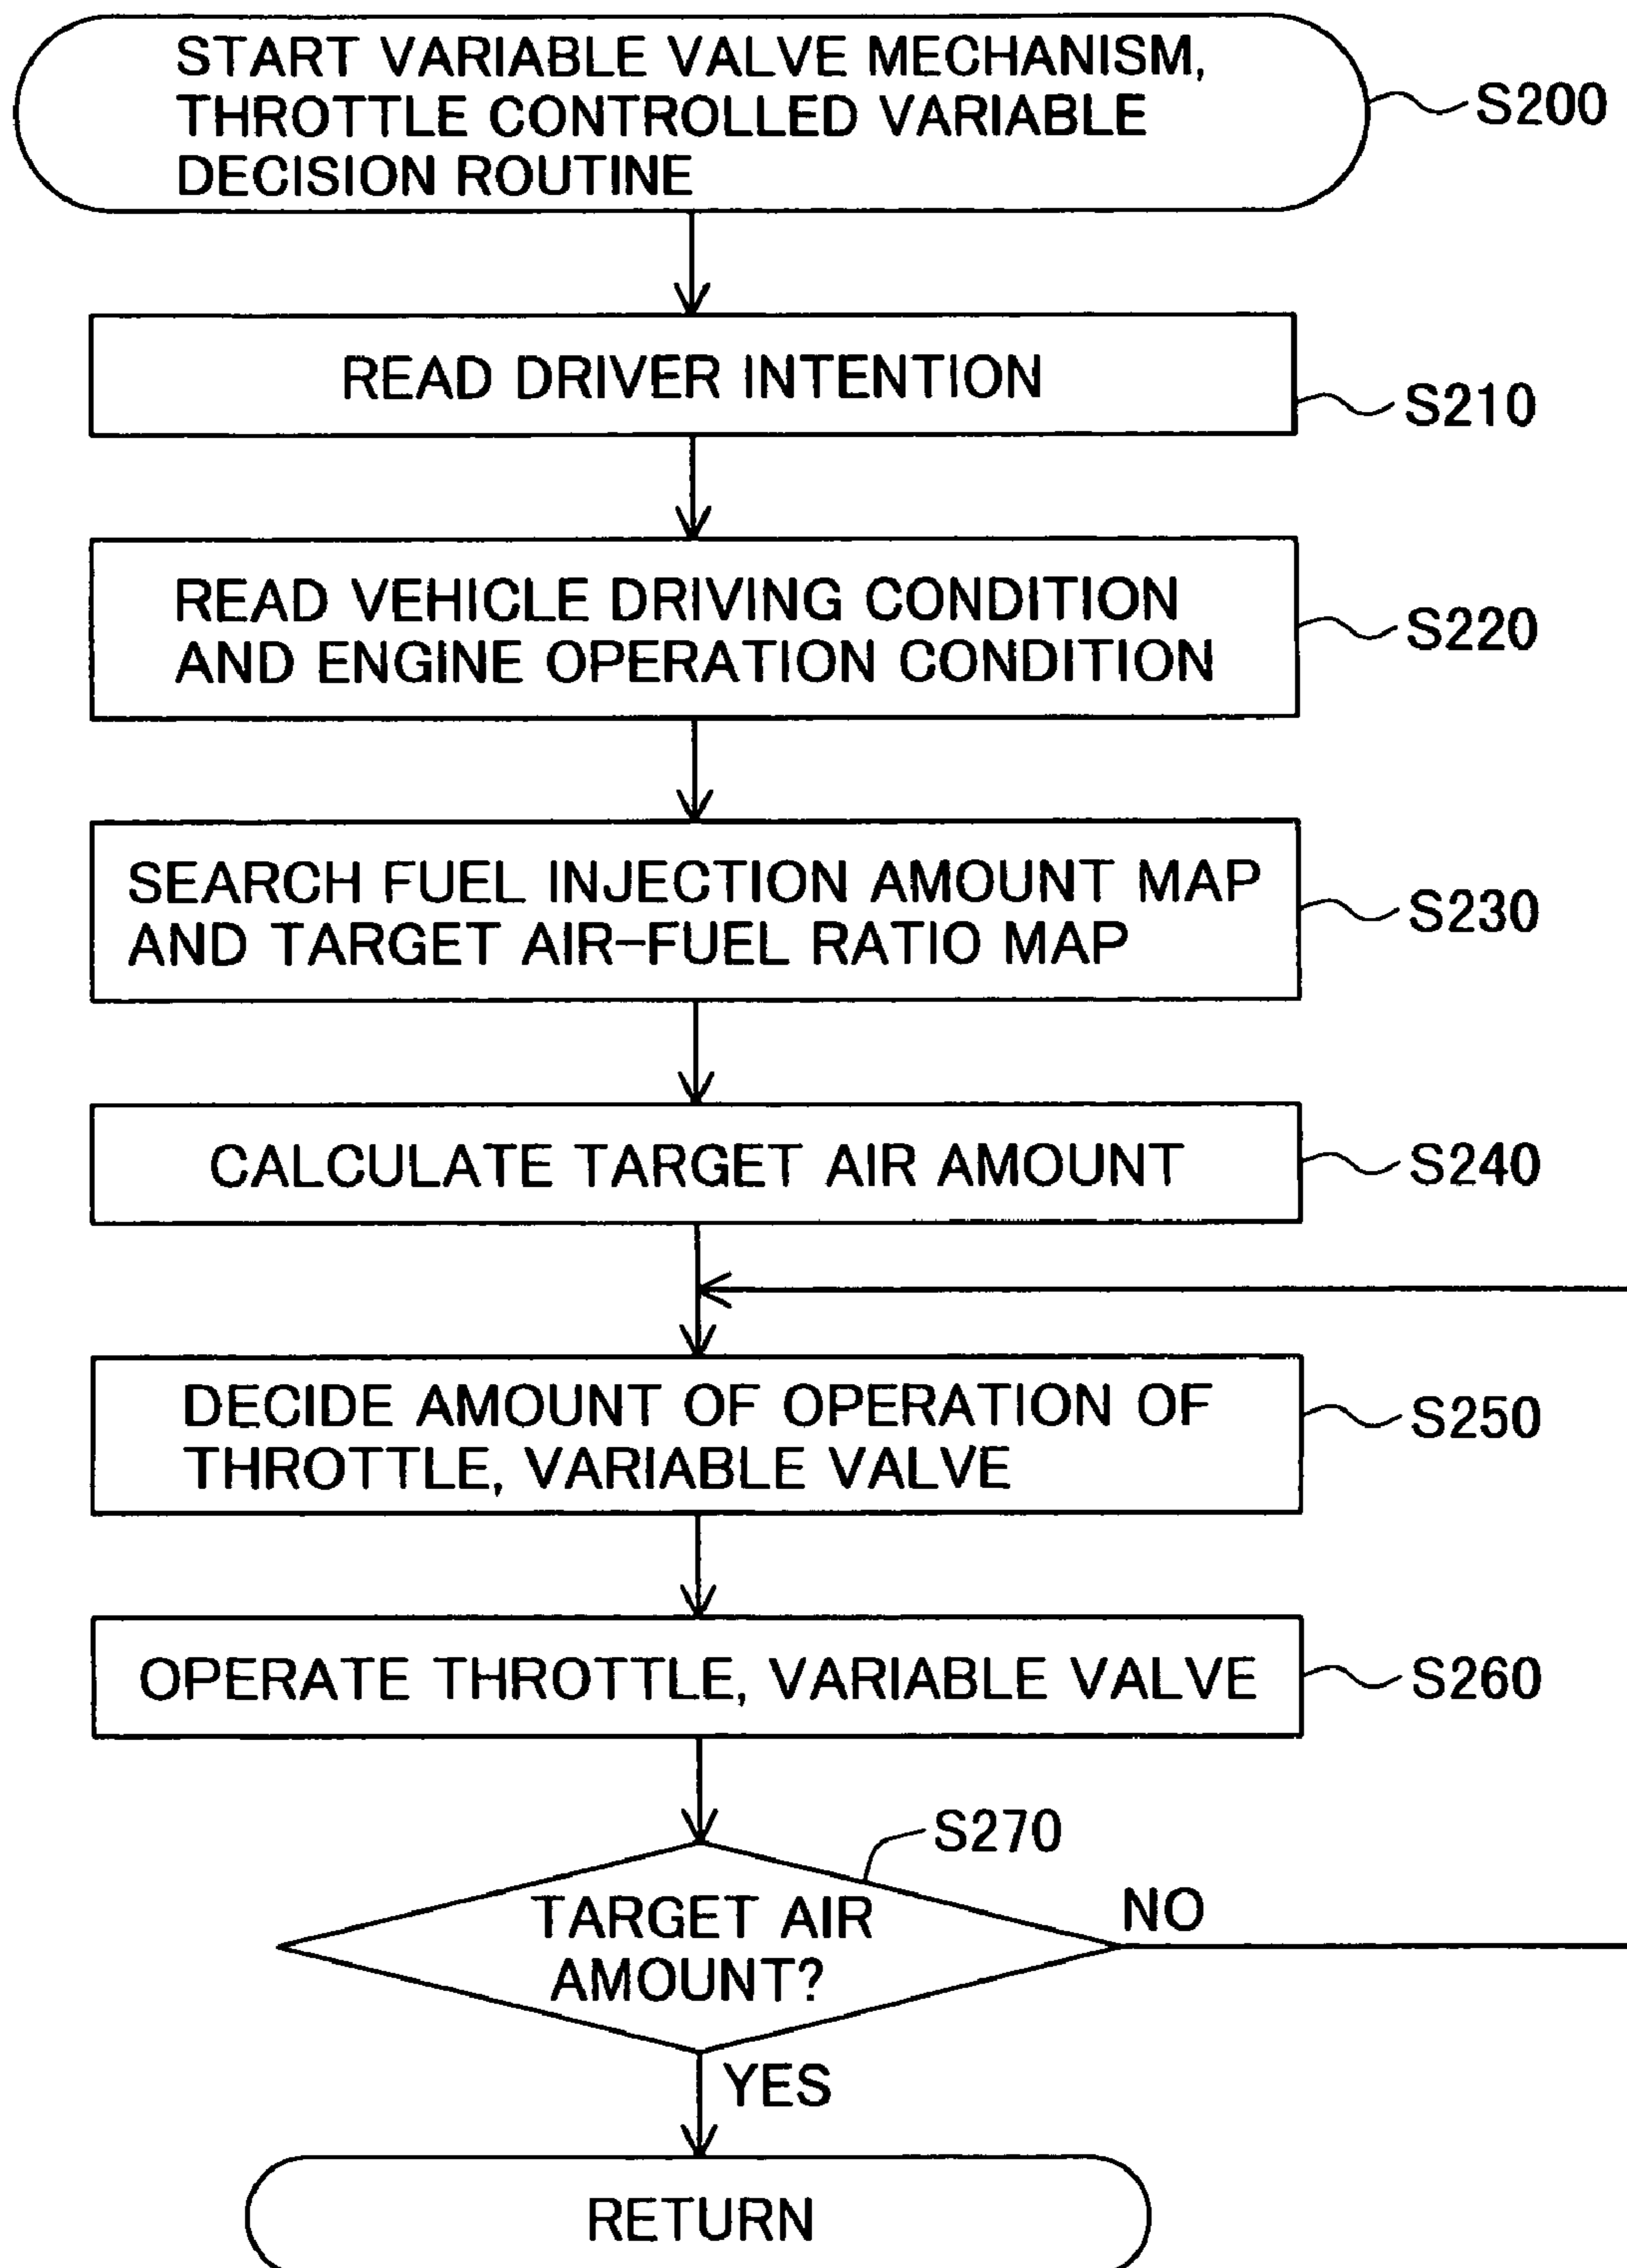 START VARIABLE VALVE MECHANISM,
THROTTLE CONTROLLED VARIABLE
DECISION ROUTINE
S200
READ DRIVER INTENTION
S210
READ VEHICLE DRIVING CONDITION
AND ENGINE OPERATION CONDITION
S220
SEARCH FUEL INJECTION AMOUNT MAP
AND TARGET AIR-FUEL RATIO MAP
S230
CALCULATE TARGET AIR AMOUNT
S240
DECIDE AMOUNT OF OPERATION OF
THROTTLE, VARIABLE VALVE
S250
OPERATE THROTTLE, VARIABLE VALVE
S260
S270
TARGET AIR
AMOUNT?
NO
YES
RETURN